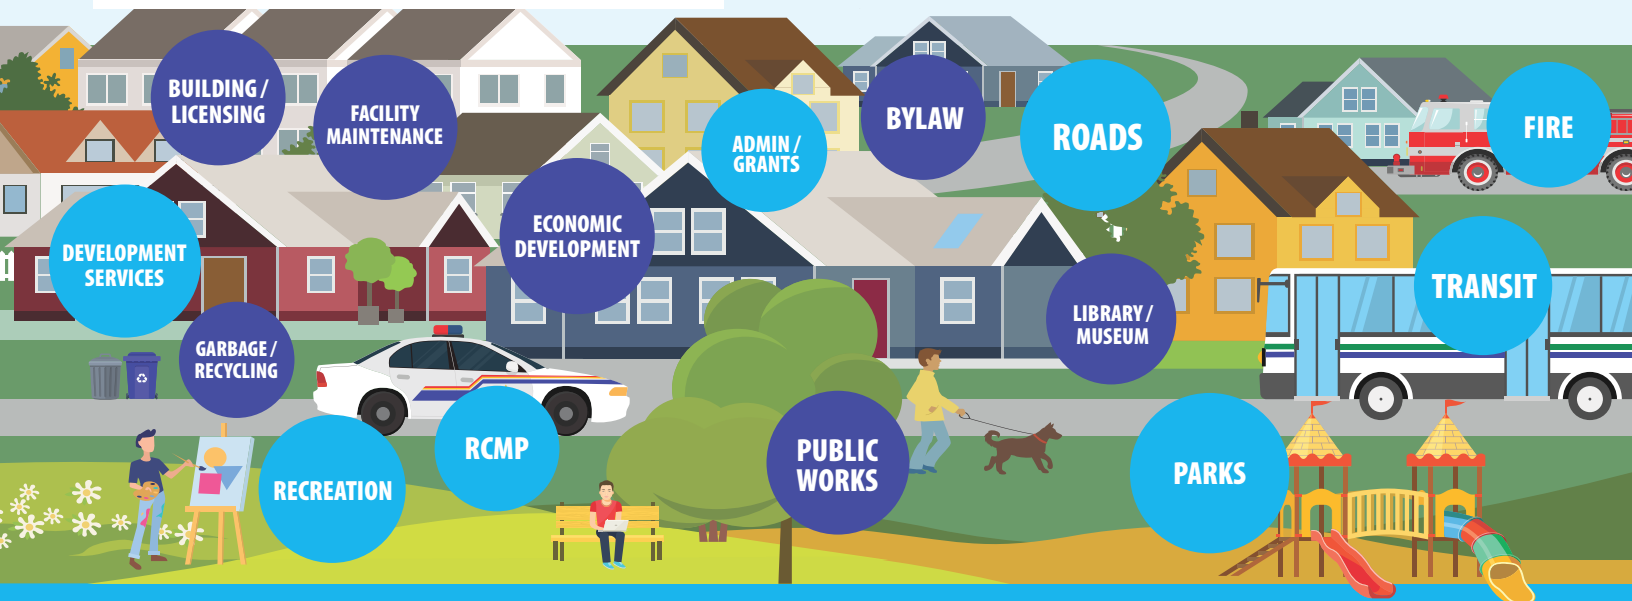 BUILDING /
LICENSING
FACILITY
MAINTENANCE
ADMIN /
GRANTS
BYLAW
ROADS
FIRE
DEVELOPMENT
SERVICES
ECONOMIC
DEVELOPMENT
GARBAGE /
RECYCLING
LIBRARY /
MUSEUM
TRANSIT
RECREATION
RCMP
PUBLIC
WORKS
PARKS